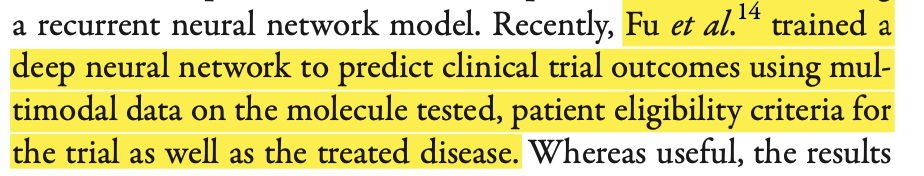 a recurrent neural network model. Recently, Fu et al.14 trained a
deep neural network to predict clinical trial outcomes using mul-
timodal data on the molecule tested, patient eligibility criteria for
the trial as well as the treated disease. Whereas useful, the results